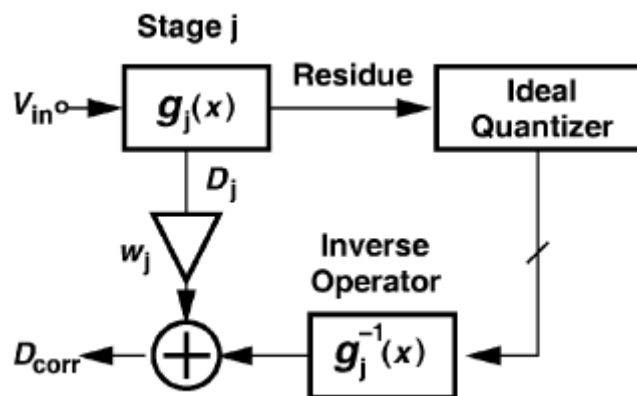 Stage j
V_in
g_j(x)
Residue
Ideal
Quantizer
D_j
w_j
Inverse
Operator
g_j^{-1}(x)
+
D_corr